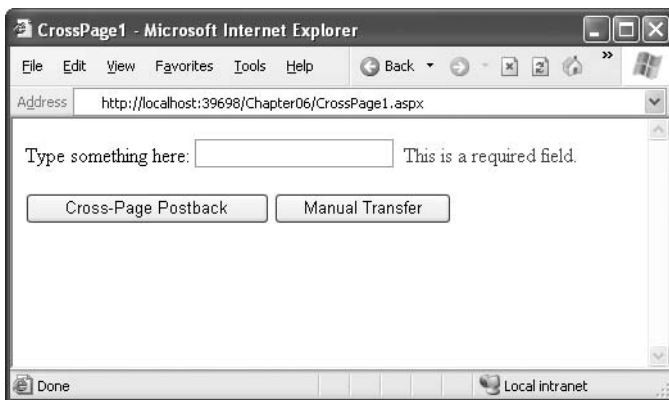 CrossPage1 - Microsoft Internet Explorer
File Edit View Favorites Tools Help Back »
Address http://localhost:39698/Chapter06/CrossPage1.aspx
Type something here: This is a required field.
Cross-Page Postback Manual Transfer
Done Local intranet